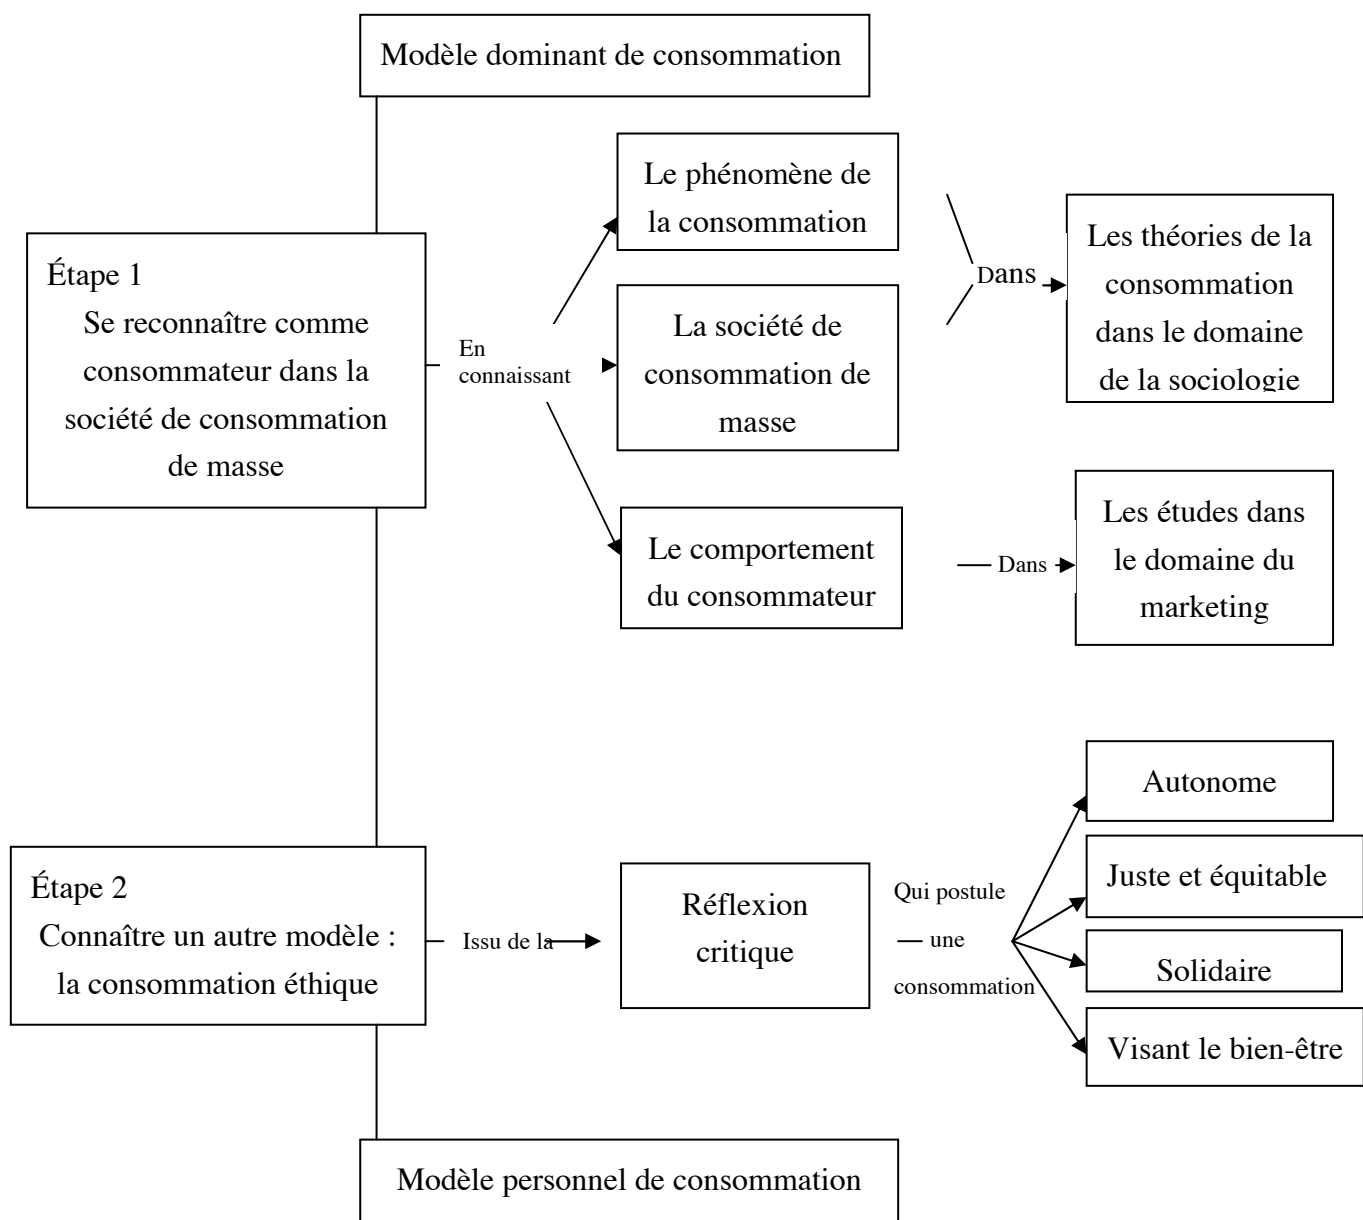 Modèle dominant de consommation
Étape 1
Se reconnaître comme
consommateur dans la
société de consommation
de masse
En
connaissant
Le phénomène de
la consommation
La société de
consommation de
masse
Le comportement
du consommateur
Dans
Les théories de la
consommation
dans le domaine
de la sociologie
Dans
Les études dans
le domaine du
marketing
Étape 2
Connaître un autre modèle :
la consommation éthique
Issu de la
Réflexion
critique
Qui postule
une
consommation
Autonome
Juste et équitable
Solidaire
Visant le bien-être
Modèle personnel de consommation